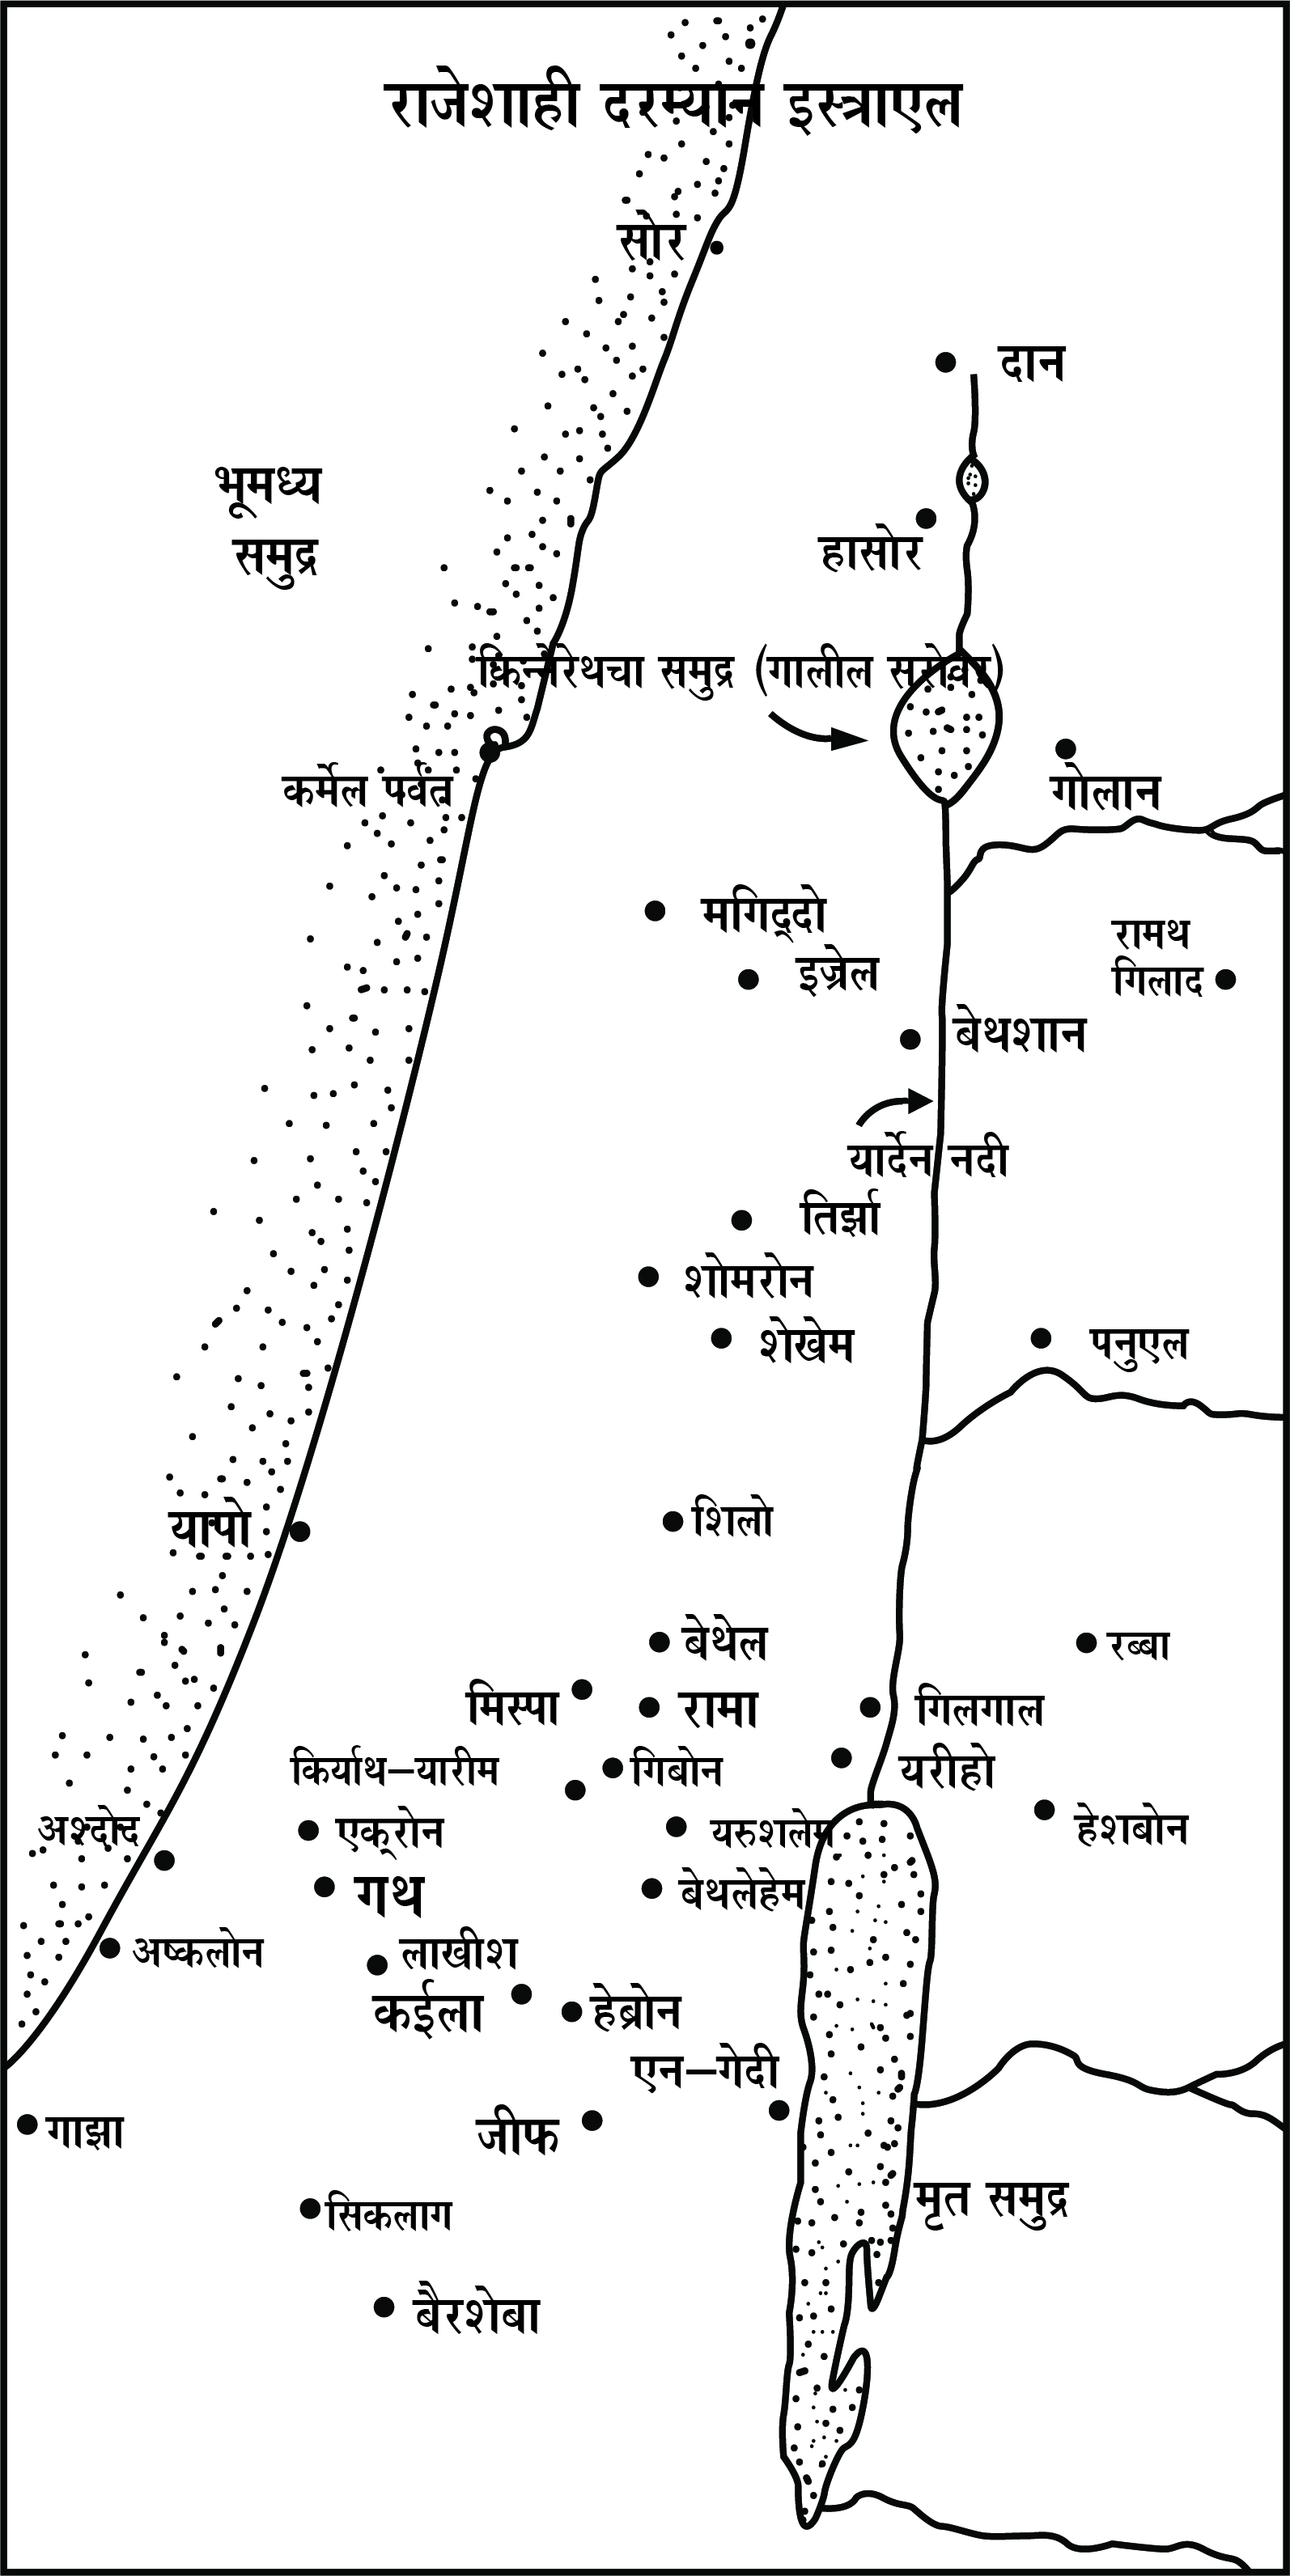 राजेशाही दरम्यान इस्त्राएल
सोर
दान
भूमध्य
समुद्र
हासोर
किन्नेरेथचा समुद्र (गालील सरोवर)
कर्मेल पर्वत
गोलान
मगिद्‌दो
रामथ
गिलाद
इज्रेल
बेथशान
यार्देन नदी
तिर्झा
शोमरोन
शेखेम
पनुएल
शिलो
यापो
बेथेल
रब्बा
मिस्पा
रामा
गिलगाल
किर्याथ–यारीम
गिबोन
यरीहो
अश्दोद
एक्‌रोन
यरुशलेम
हेशबोन
गथ
बेथलेहेम
अष्कलोन
लाखीश
कईला
हेब्रोन
एन–गेदी
गाझा
जीफ
मृत समुद्र
सिकलाग
बैरशेबा